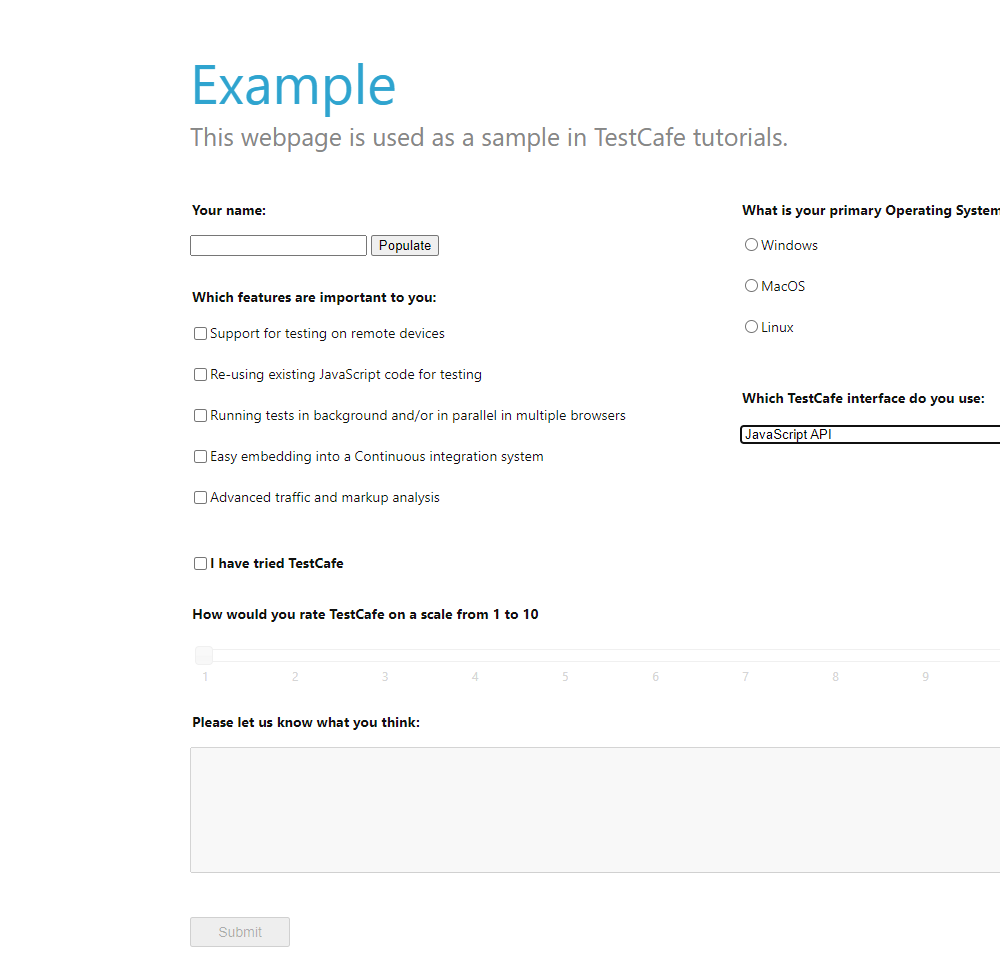 Example
This webpage is used as a sample in TestCafe tutorials.
Your name:
Populate
Which features are important to you:
Support for testing on remote devices
Re-using existing JavaScript code for testing
Running tests in background and/or in parallel in multiple browsers
Easy embedding into a Continuous integration system
Advanced traffic and markup analysis
What is your primary Operating System
Windows
MacOS
Linux
Which TestCafe interface do you use:
JavaScript API
I have tried TestCafe
How would you rate TestCafe on a scale from 1 to 10
1 2 3 4 5 6 7 8 9
Please let us know what you think:
Submit